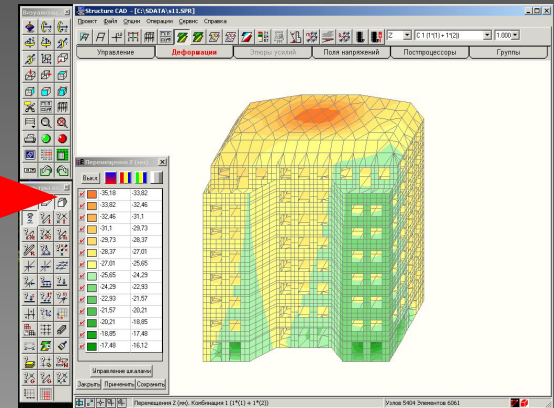 Визуализация
Structure CAD - [C:\SDATA\s11.SPR]
Проект Файл Опции Операции Сервис Справка
Z
C 1 (1*(1) + 1*(2))
1.000
Управление Деформации Эпюры усилий Поля напряжений Постпроцессоры Группы
Перемещения Z (мм)
Выкл
-35,18 -33,82
-33,82 -32,46
-32,46 -31,1
-31,1 -29,73
-29,73 -28,37
-28,37 -27,01
-27,01 -25,65
-25,65 -24,29
-24,29 -22,93
-22,93 -21,57
-21,57 -20,21
-20,21 -18,85
-18,85 -17,48
-17,48 -16,12
Управление шкалами
Закрыть Применить Сохранить
Перемещения Z (мм). Комбинация 1 (1*(1) + 1*(2))
Узлов 5404 Элементов 6061